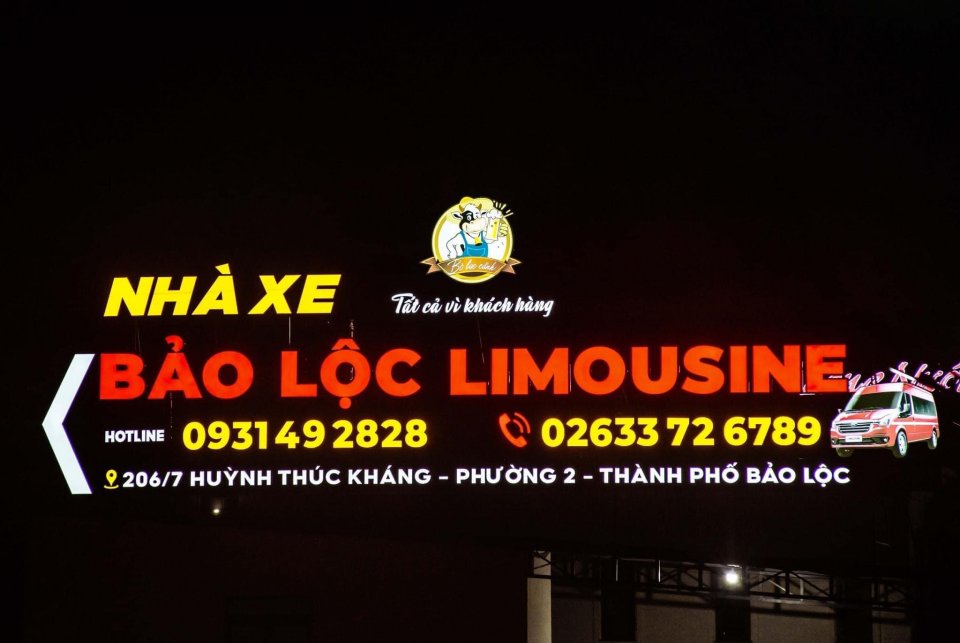 NHÀ XE
Tất cả vì khách hàng
BẢO LỘC LIMOUSINE
HOTLINE 0931 49 2828 02633 72 6789
206/7 HUỲNH THÚC KHÁNG - PHƯỜNG 2 - THÀNH PHỐ BẢO LỘC